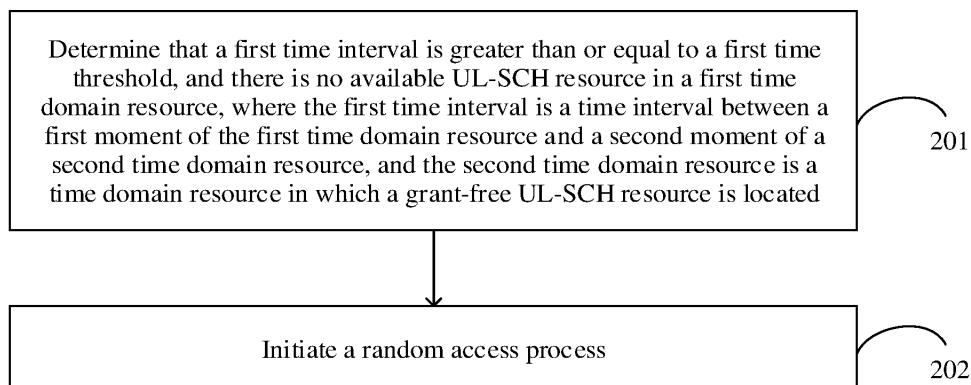 Determine that a first time interval is greater than or equal to a first time
threshold, and there is no available UL-SCH resource in a first time
domain resource, where the first time interval is a time interval between a
first moment of the first time domain resource and a second moment of a
second time domain resource, and the second time domain resource is a
time domain resource in which a grant-free UL-SCH resource is located
201
Initiate a random access process
202